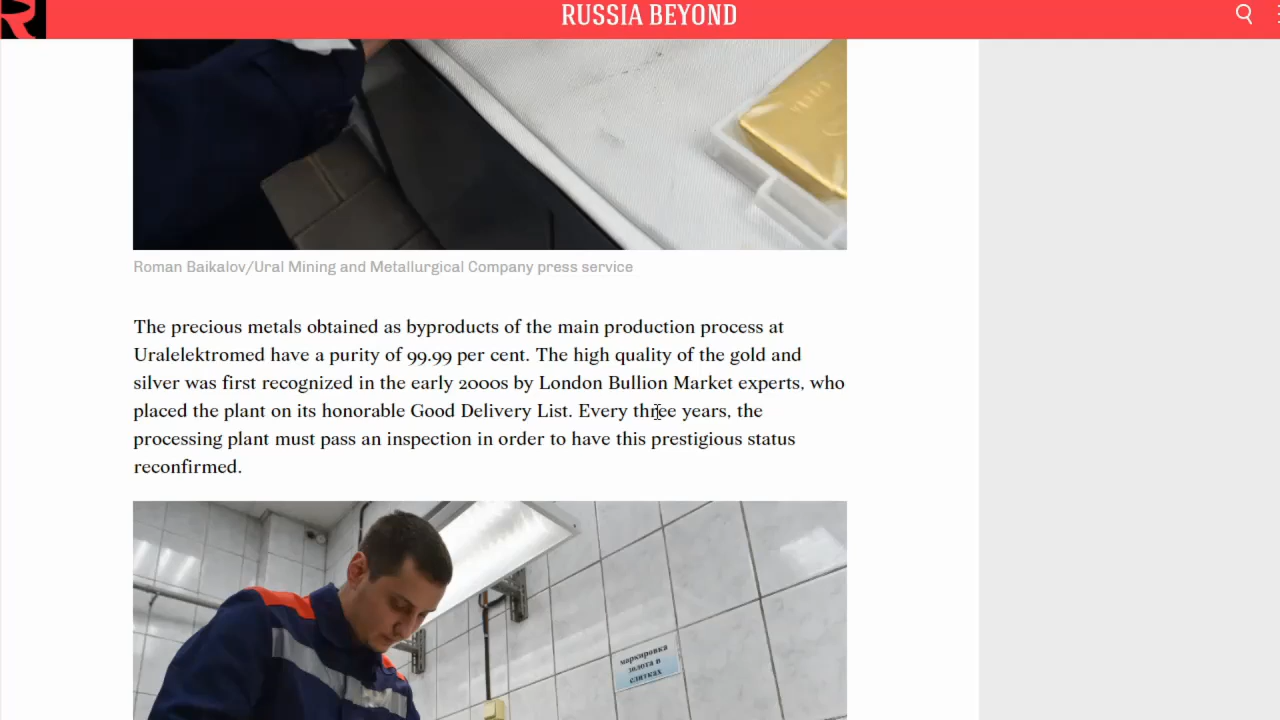 RUSSIA BEYOND
Roman Baikalov/Ural Mining and Metallurgical Company press service
The precious metals obtained as byproducts of the main production process at
Uralelektromed have a purity of 99.99 per cent. The high quality of the gold and
silver was first recognized in the early 2000s by London Bullion Market experts, who
placed the plant on its honorable Good Delivery List. Every three years, the
processing plant must pass an inspection in order to have this prestigious status
reconfirmed.
маркировка
золота в
слитках